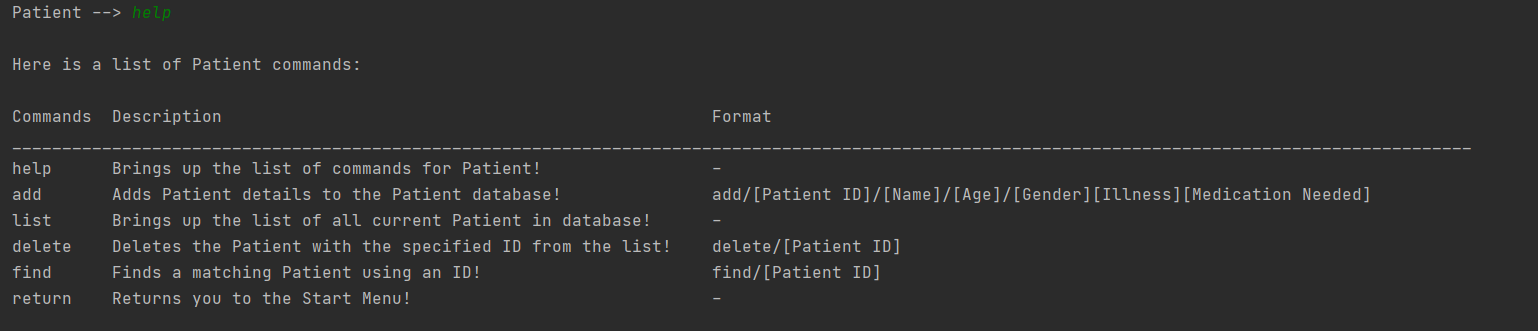 Patient --> help
Here is a list of Patient commands:
Commands  Description                                                 Format
__________________________________________________________________________________________________________________________________________________
help      Brings up the list of commands for Patient!                 -
add       Adds Patient details to the Patient database!               add/[Patient ID]/[Name]/[Age]/[Gender][Illness][Medication Needed]
list      Brings up the list of all current Patient in database!      -
delete    Deletes the Patient with the specified ID from the list!    delete/[Patient ID]
find      Finds a matching Patient using an ID!                       find/[Patient ID]
return    Returns you to the Start Menu!                              -